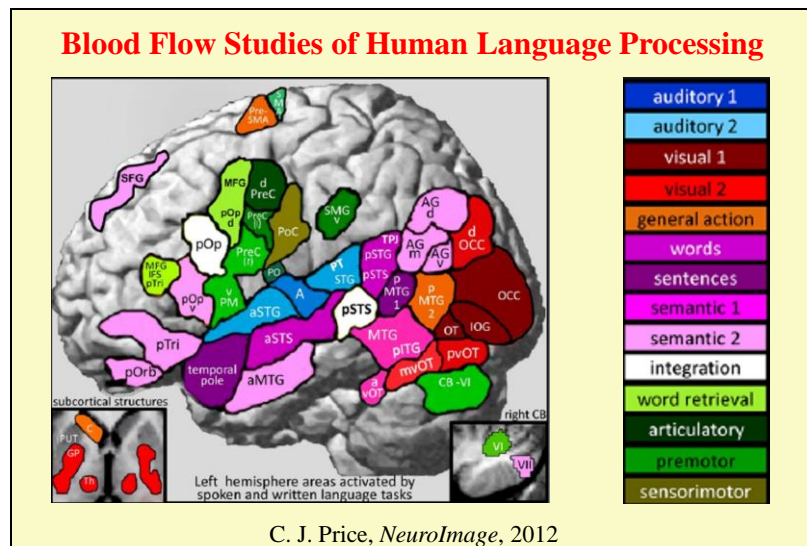 Blood Flow Studies of Human Language Processing
Pre-
SMA
SFG
MFG
d
PreC
pOp
d
PreC(l)
PoC
SMG
v
AG
d
AG
m
AG
v
d
OCC
TPJ
pSTG
pSTS
pOp
PreC
PO
PT
STG
p
MTG
1
p
MTG
2
OCC
MFG
IFS
pTri
pOp
v
v
PM
A
aSTG
pSTS
OT
IOG
aSTS
MTG
pITG
pTri
mvOT
pvOT
pOrb
temporal
pole
aMTG
a
vOT
CB-VI
subcortical structures
right CB
PUT
C
GP
Th
VI
VII
Left hemisphere areas activated by
spoken and written language tasks
auditory 1
auditory 2
visual 1
visual 2
general action
words
sentences
semantic 1
semantic 2
integration
word retrieval
articulatory
premotor
sensorimotor
C. J. Price, NeuroImage, 2012